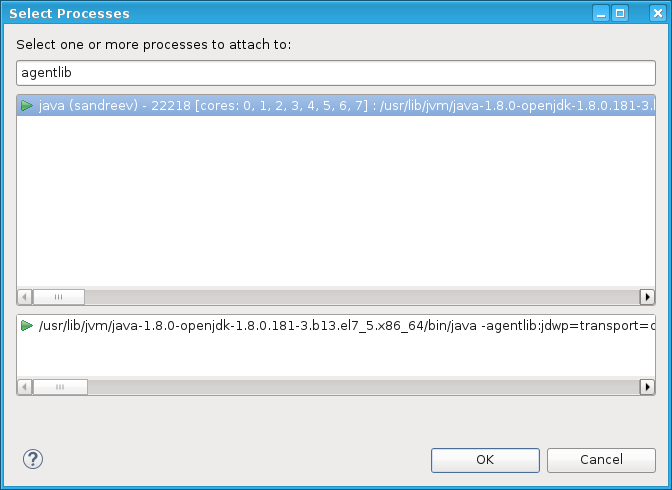 Select Processes
Select one or more processes to attach to:
agentlib
java (sandreev) - 22218 [cores: 0, 1, 2, 3, 4, 5, 6, 7] : /usr/lib/jvm/java-1.8.0-openjdk-1.8.0.181-3.
/usr/lib/jvm/java-1.8.0-openjdk-1.8.0.181-3.b13.el7_5.x86_64/bin/java -agentlib:jdwp=transport=
?
OK
Cancel